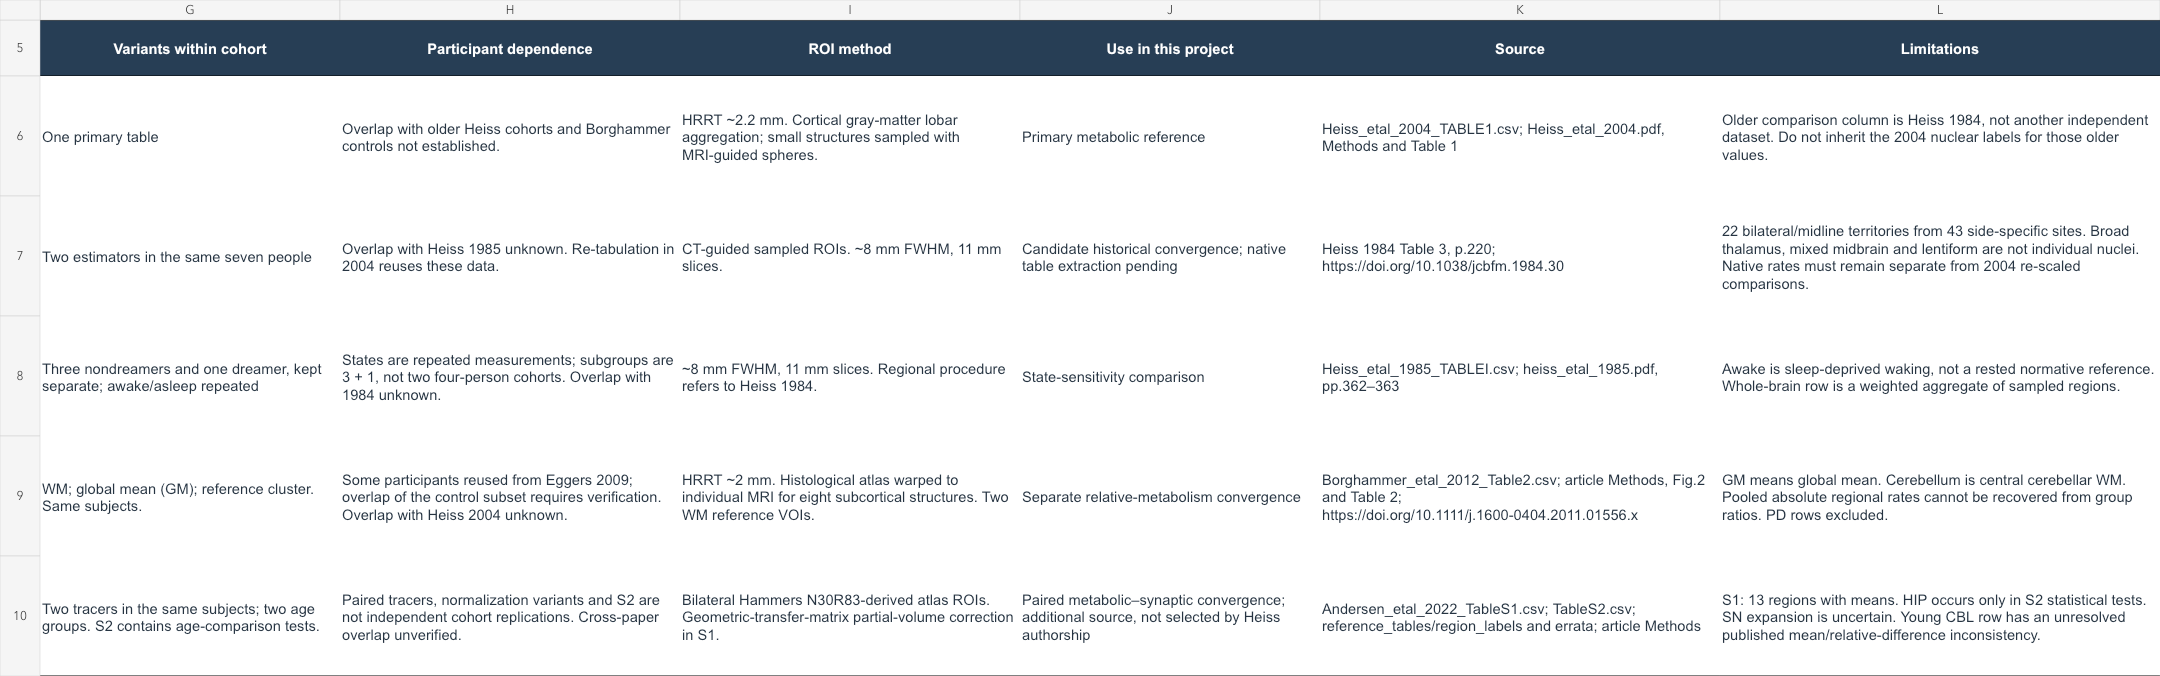 G H I J K L
5 Variants within cohort Participant dependence ROI method Use in this project Source Limitations
6
One primary table
Overlap with older Heiss cohorts and Borghammer
controls not established.
HRRT ~2.2 mm. Cortical gray-matter lobar
aggregation; small structures sampled with
MRI-guided spheres.
Primary metabolic reference
Heiss_etal_2004_TABLE1.csv; Heiss_etal_2004.pdf,
Methods and Table 1
Older comparison column is Heiss 1984, not another independent
dataset. Do not inherit the 2004 nuclear labels for those older
values.
7
Two estimators in the same seven people
Overlap with Heiss 1985 unknown. Re-tabulation in
2004 reuses these data.
CT-guided sampled ROIs. ~8 mm FWHM, 11 mm
slices.
Candidate historical convergence; native
table extraction pending
Heiss 1984 Table 3, p.220;
https://doi.org/10.1038/jcbfm.1984.30
22 bilateral/midline territories from 43 side-specific sites. Broad
thalamus, mixed midbrain and lentiform are not individual nuclei.
Native rates must remain separate from 2004 re-scaled
comparisons.
8
Three nondreamers and one dreamer, kept
separate; awake/asleep repeated
States are repeated measurements; subgroups are
3 + 1, not two four-person cohorts. Overlap with
1984 unknown.
~8 mm FWHM, 11 mm slices. Regional procedure
refers to Heiss 1984.
State-sensitivity comparison
Heiss_etal_1985_TABLEI.csv; heiss_etal_1985.pdf,
pp.362–363
Awake is sleep-deprived waking, not a rested normative reference.
Whole-brain row is a weighted aggregate of sampled regions.
9
WM; global mean (GM); reference cluster.
Same subjects.
Some participants reused from Eggers 2009;
overlap of the control subset requires verification.
Overlap with Heiss 2004 unknown.
HRRT ~2 mm. Histological atlas warped to
individual MRI for eight subcortical structures. Two
WM reference VOIs.
Separate relative-metabolism convergence
Borghammer_etal_2012_Table2.csv; article Methods, Fig.2
and Table 2;
https://doi.org/10.1111/j.1600-0404.2011.01556.x
GM means global mean. Cerebellum is central cerebellar WM.
Pooled absolute regional rates cannot be recovered from group
ratios. PD rows excluded.
10
Two tracers in the same subjects; two age
groups. S2 contains age-comparison tests.
Paired tracers, normalization variants and S2 are
not independent cohort replications. Cross-paper
overlap unverified.
Bilateral Hammers N30R83-derived atlas ROIs.
Geometric-transfer-matrix partial-volume correction
in S1.
Paired metabolic–synaptic convergence;
additional source, not selected by Heiss
authorship
Andersen_etal_2022_TableS1.csv; TableS2.csv;
reference_tables/region_labels and errata; article Methods
S1: 13 regions with means. HIP occurs only in S2 statistical tests.
SN expansion is uncertain. Young CBL row has an unresolved
published mean/relative-difference inconsistency.